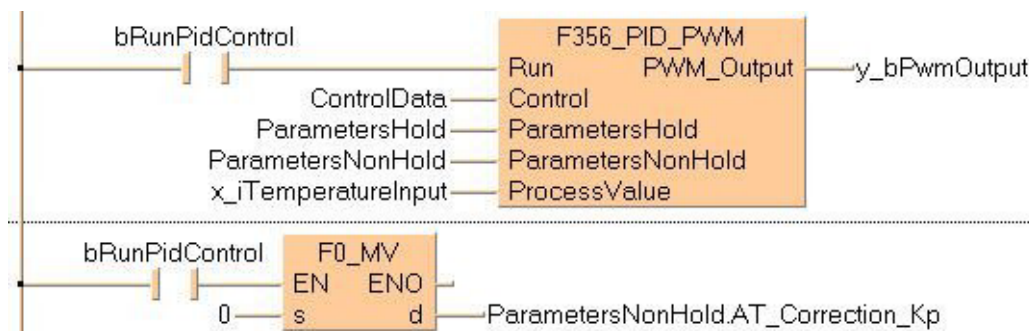 bRunPidControl
F356_PID_PWM
Run PWM_Output y_bPwmOutput
ControlData Control
ParametersHold ParametersHold
ParametersNonHold ParametersNonHold
x_iTemperatureInput ProcessValue
bRunPidControl F0_MV
EN ENO
0 s d ParametersNonHold.AT_Correction_Kp